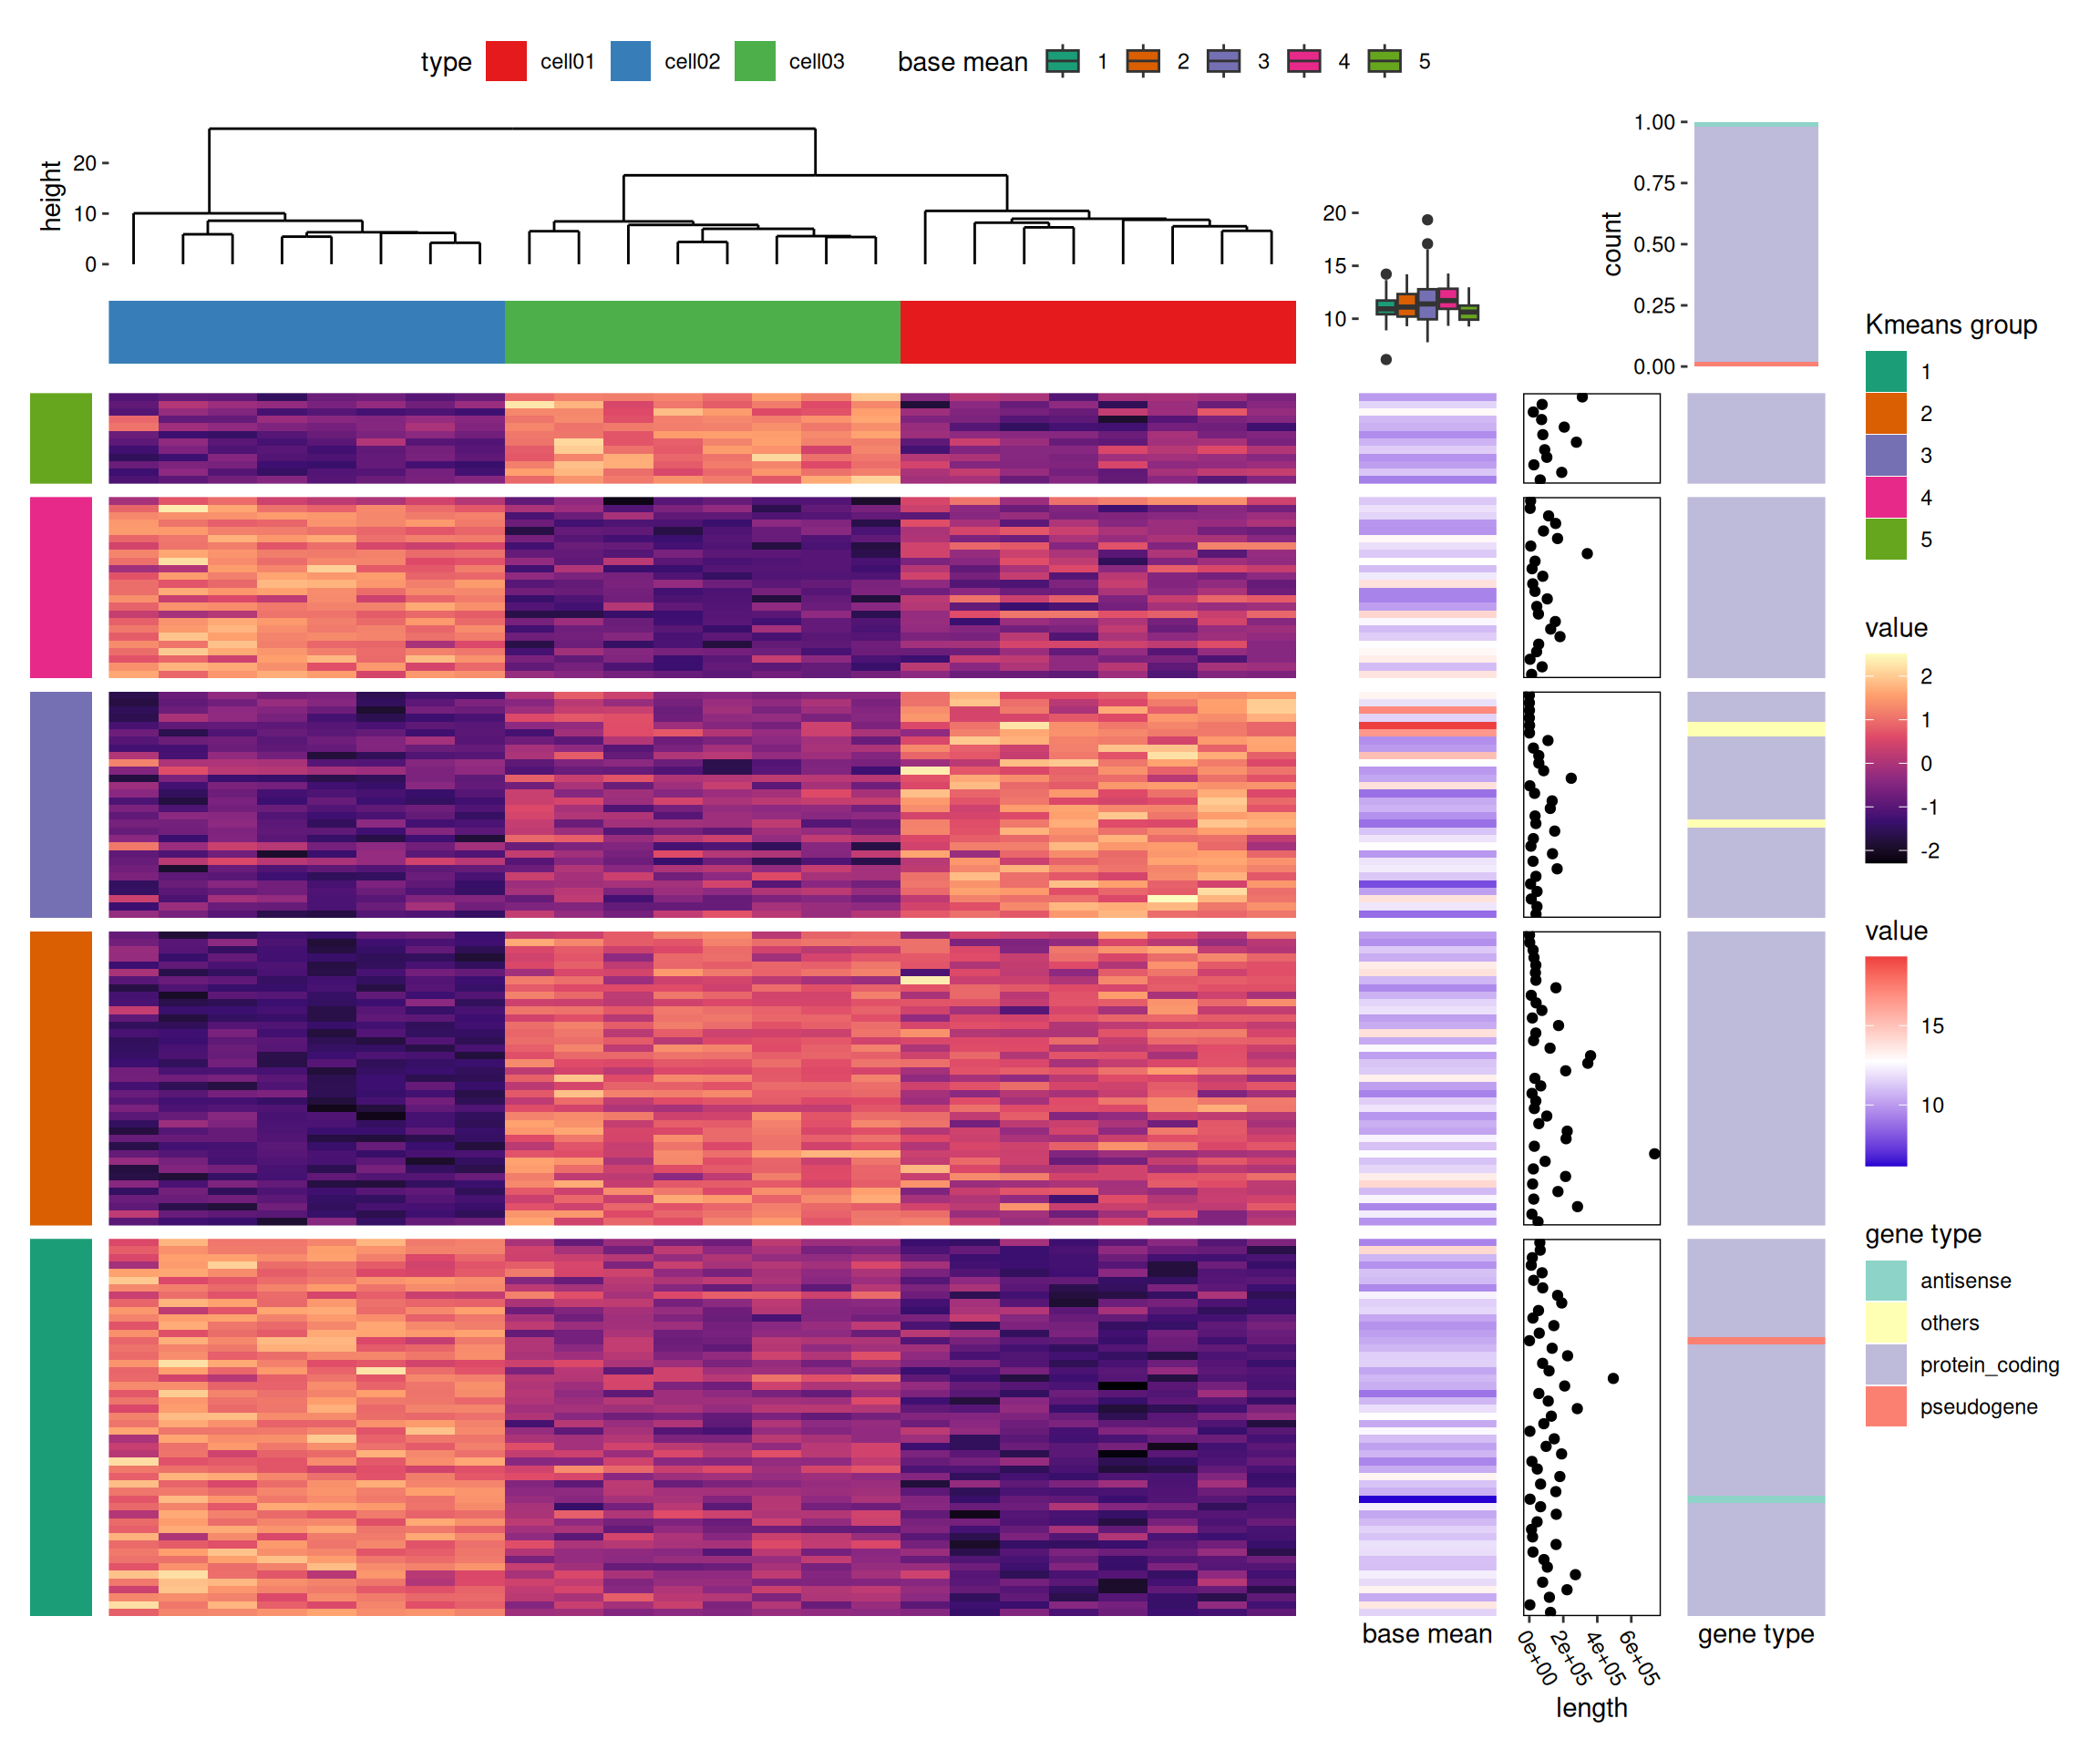 type cell01 cell02 cell03 base mean 1 2 3 4 5
height
20
10
0
20
15
10
count
1.00
0.75
0.50
0.25
0.00
Kmeans group
1
2
3
4
5
value
2
1
0
-1
-2
value
15
10
gene type
antisense
others
protein_coding
pseudogene
base mean
0e+00
2e+05
4e+05
6e+05
length
gene type